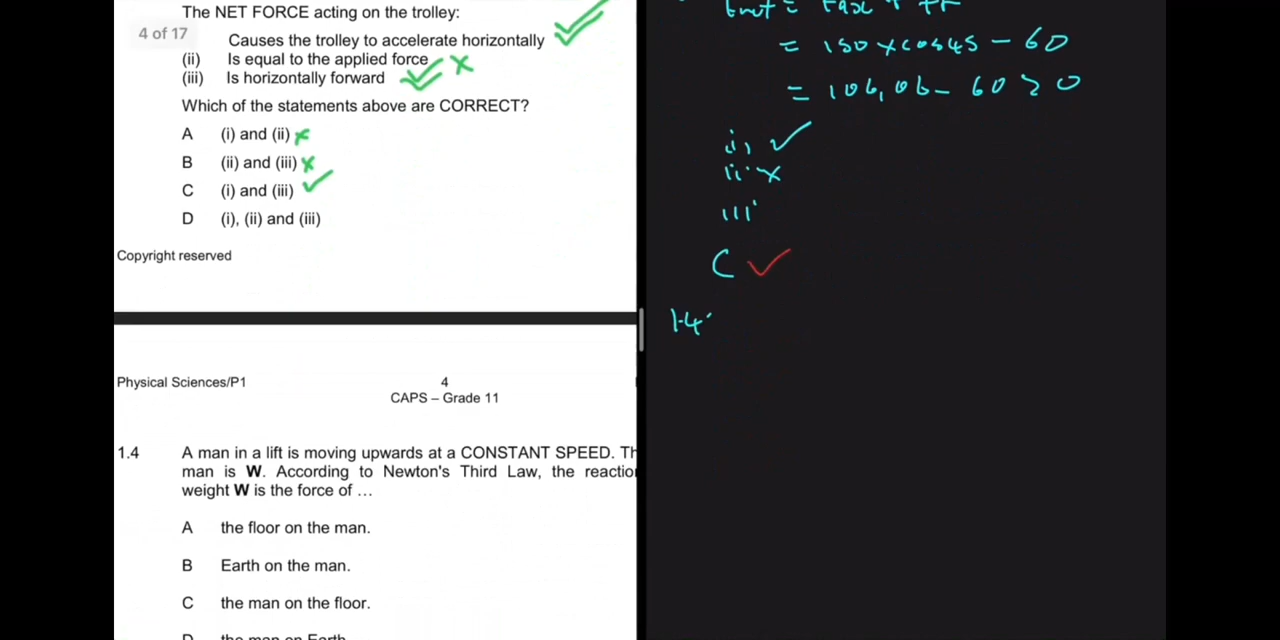 The NET FORCE acting on the trolley:
4 of 17
Causes the trolley to accelerate horizontally
(ii) Is equal to the applied force
(iii) Is horizontally forward
Which of the statements above are CORRECT?
A (i) and (ii)
B (ii) and (iii)
C (i) and (iii)
D (i), (ii) and (iii)
Copyright reserved
Physical Sciences/P1
4
CAPS – Grade 11
1.4 A man in a lift is moving upwards at a CONSTANT SPEED. Th
man is W. According to Newton's Third Law, the reactio
weight W is the force of …
A the floor on the man.
B Earth on the man.
C the man on the floor.
D the man on Earth
= 150 x cos45 - 60
= 106,06 - 60 > 0
i, ✓
ii x
iii
C ✓
1.4